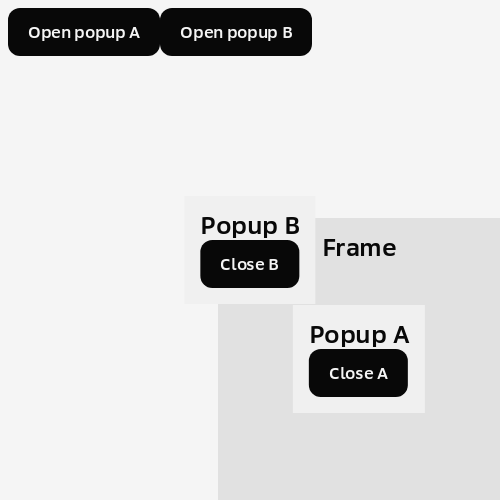 Open popup A
Open popup B
Popup B
Close B
Frame
Popup A
Close A